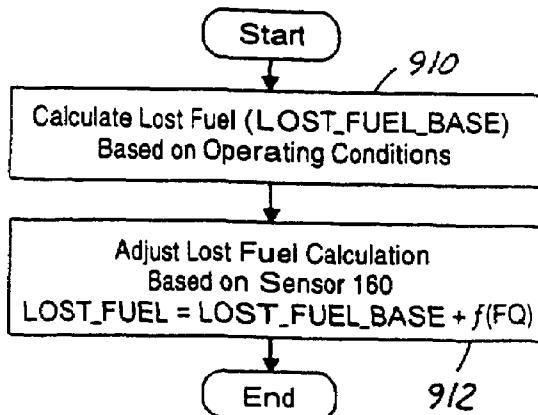 Start
910
Calculate Lost Fuel (LOST_FUEL_BASE)
Based on Operating Conditions
Adjust Lost Fuel Calculation
Based on Sensor 160
LOST_FUEL = LOST_FUEL_BASE + f(FQ)
End
912